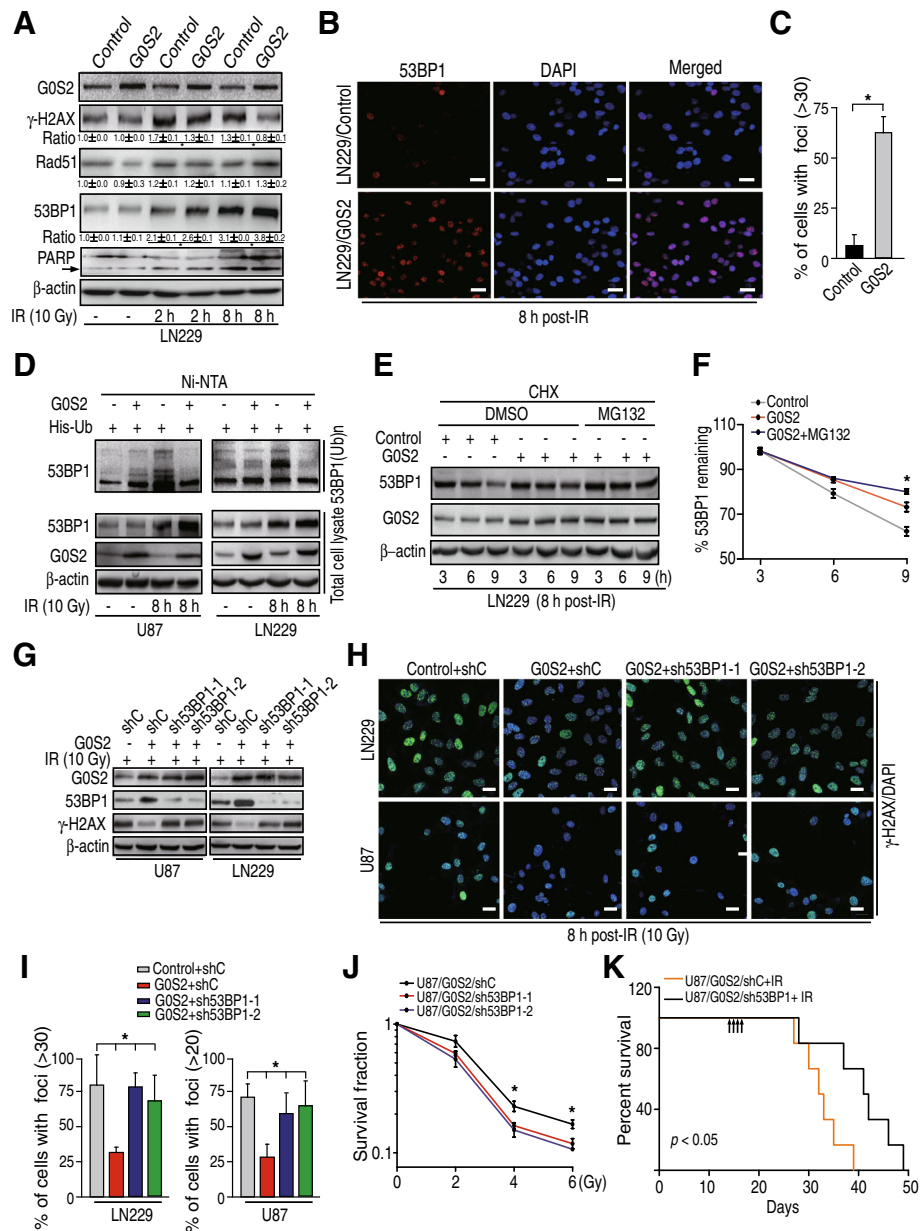 A
Control
G0S2
Control
G0S2
Control
G0S2
G0S2
γ-H2AX
Ratio
1.0±0.0 1.0±0.0 1.7±0.1 1.3±0.1 1.3±0.1 0.8±0.1
* *
Rad51
1.0±0.0 0.9±0.3 1.2±0.1 1.2±0.1 1.1±0.1 1.3±0.2
53BP1
Ratio
1.0±0.0 1.1±0.1 2.1±0.1 2.6±0.1 3.1±0.0 3.8±0.2
* *
PARP
β-actin
IR (10 Gy) - - 2 h 2 h 8 h 8 h
LN229
B
53BP1 DAPI Merged
LN229/Control
LN229/G0S2
8 h post-IR
C
% of cells with foci (>30)
75
50
25
0
*
Control
G0S2
D
Ni-NTA
G0S2 - + - + - + - +
His-Ub + + + + + + + +
53BP1
53BP1(Ub)n
53BP1
G0S2
β-actin
Total cell lysate
IR (10 Gy) - - 8 h 8 h - - 8 h 8 h
U87 LN229
E
CHX
DMSO MG132
Control + + + - - - - - -
G0S2 - - - + + + + + +
53BP1
G0S2
β-actin
3 6 9 3 6 9 3 6 9 (h)
LN229 (8 h post-IR)
F
Control
G0S2
G0S2+MG132
% 53BP1 remaining
110
90
70
50
*
3 6 9
G
shC
shC
sh53BP1-1
sh53BP1-2
shC
shC
sh53BP1-1
sh53BP1-2
G0S2 - + + + - + + +
IR (10 Gy) + + + + + + + +
G0S2
53BP1
γ-H2AX
β-actin
U87 LN229
H
Control+shC G0S2+shC G0S2+sh53BP1-1 G0S2+sh53BP1-2
LN229
U87
γ-H2AX/DAPI
8 h post-IR (10 Gy)
I
Control+shC
G0S2+shC
G0S2+sh53BP1-1
G0S2+sh53BP1-2
% of cells with foci (>30)
100
75
50
25
0
*
LN229
% of cells with foci (>20)
100
75
50
25
0
*
U87
J
U87/G0S2/shC
U87/G0S2/sh53BP1-1
U87/G0S2/sh53BP1-2
Survival fraction
1
0.1
*
*
0 2 4 6 (Gy)
K
U87/G0S2/shC+IR
U87/G0S2/sh53BP1+ IR
Percent survival
120
80
40
p < 0.05
0 10 20 30 40 50
Days